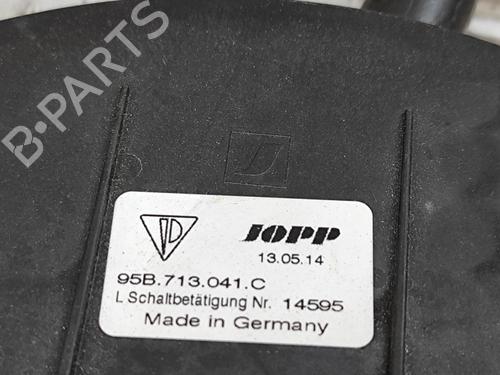 B-PARTS
JOPP
13.05.14
95B.713.041.C
L Schaltbetätigung Nr. 14595
Made in Germany